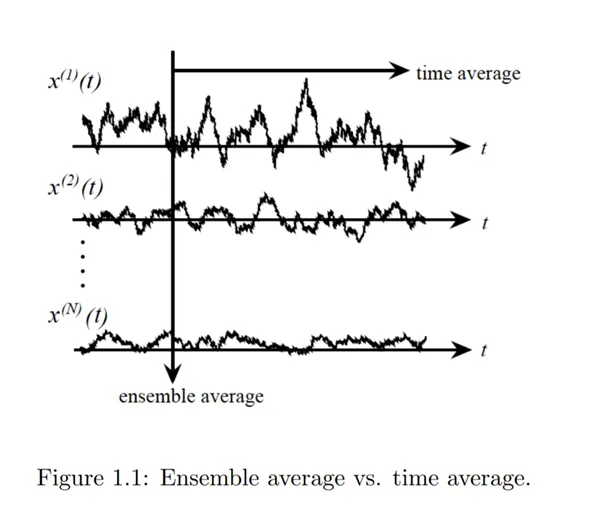 time average
x^(1)(t)
t
x^(2)(t)
t
x^(N)(t)
t
ensemble average
Figure 1.1: Ensemble average vs. time average.